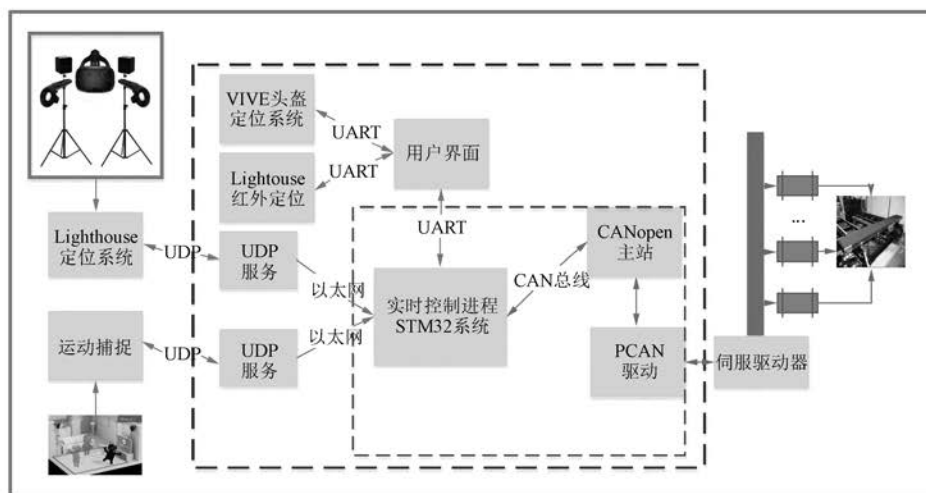 VIVE头盔
定位系统
UART
用户界面
Lightouse
红外定位
UART
UART
Lighthouse
定位系统
UDP
UDP
服务
以太网
CANopen
主站
CAN总线
实时控制进程
STM32系统
运动捕捉
UDP
UDP
服务
以太网
PCAN
驱动
伺服驱动器
...